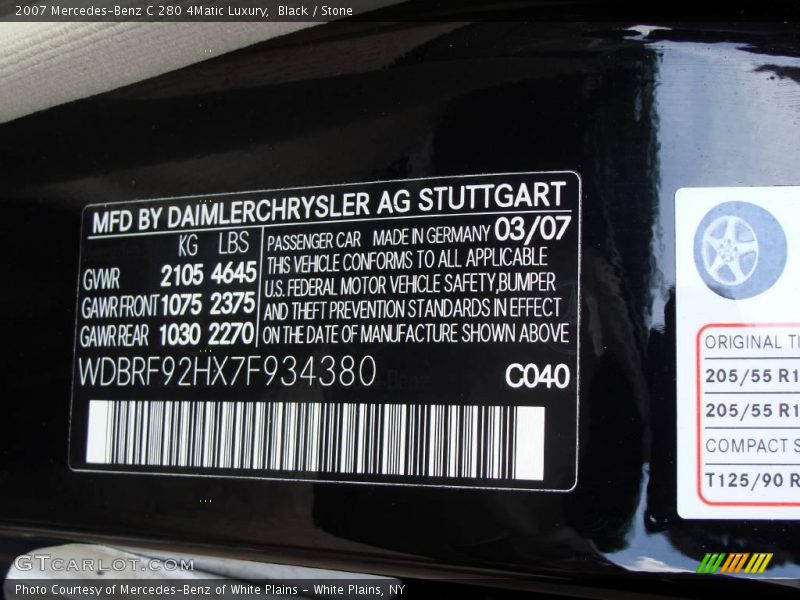 2007 Mercedes-Benz C 280 4Matic Luxury, Black / Stone
MFD BY DAIMLERCHRYSLER AG STUTTGART
KG LBS
GVWR 2105 4645
GAWR FRONT 1075 2375
GAWR REAR 1030 2270
PASSENGER CAR MADE IN GERMANY 03/07
THIS VEHICLE CONFORMS TO ALL APPLICABLE
U.S. FEDERAL MOTOR VEHICLE SAFETY,BUMPER
AND THEFT PREVENTION STANDARDS IN EFFECT
ON THE DATE OF MANUFACTURE SHOWN ABOVE
WDBRF92HX7F934380 C040
ORIGINAL
205/55
205/55
COMPACT
T125/90
GTCARLOT.COM
Photo Courtesy of Mercedes-Benz of White Plains - White Plains, NY